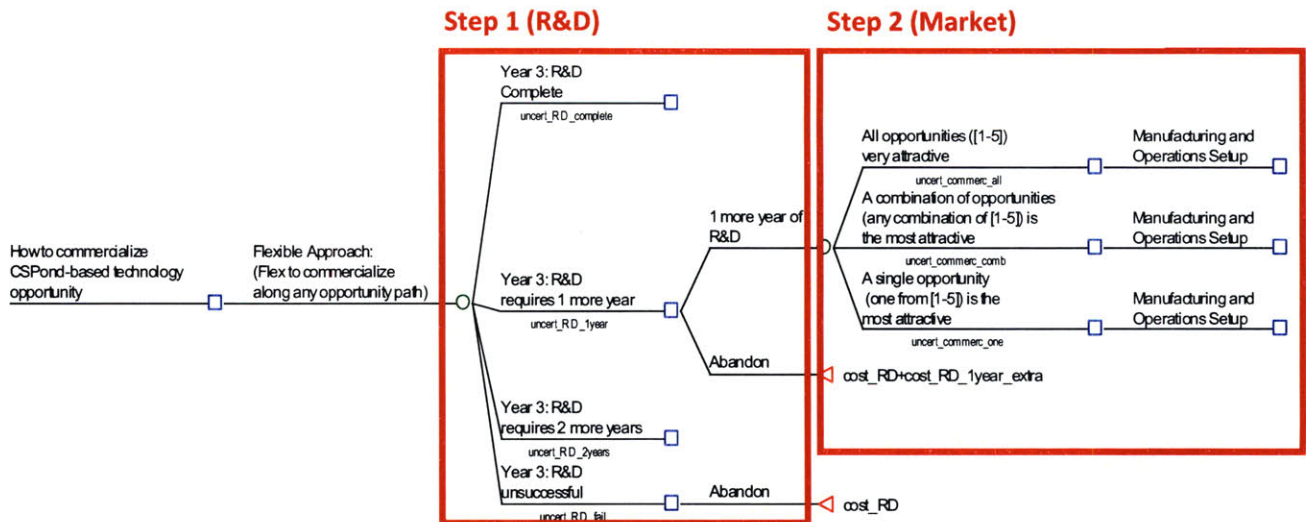 Step 1 (R&D)
Step 2 (Market)
Year 3: R&D
Complete
uncert_RD_complete
All opportunities ([1-5])
very attractive
uncert_commerc_all
Manufacturing and
Operations Setup
1 more year of
R&D
A combination of opportunities
(any combination of [1-5]) is
the most attractive
uncert_commerc_comb
Manufacturing and
Operations Setup
How to commercialize
CSPond-based technology
opportunity
Flexible Approach:
(Flex to commercialize
along any opportunity path)
Year 3: R&D
requires 1 more year
uncert_RD_1year
A single opportunity
(one from [1-5]) is the
most attractive
uncert_commerc_one
Manufacturing and
Operations Setup
Abandon
cost_RD+cost_RD_1year_extra
Year 3: R&D
requires 2 more years
uncert_RD_2years
Year 3: R&D
unsuccessful
uncert_RD_fail
Abandon
cost_RD